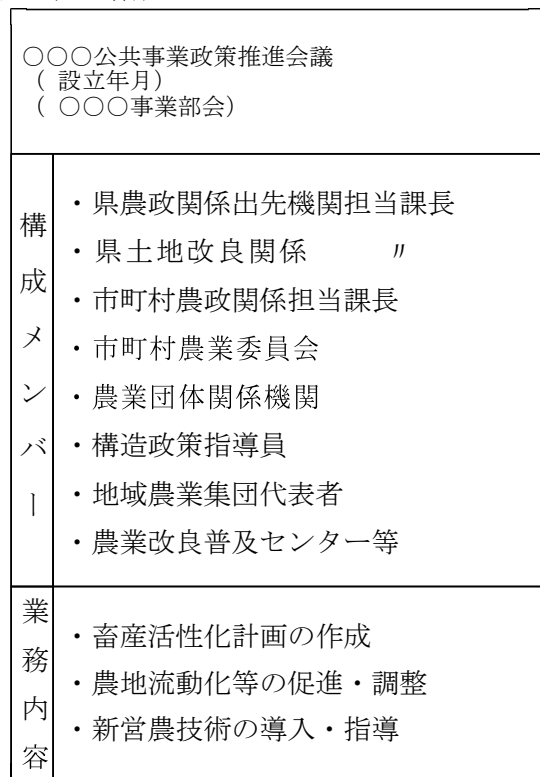 ○○○公共事業政策推進会議
( 設立年月)
( ○○○事業部会)
構成メンバー
・県農政関係出先機関担当課長
・県土地改良関係　　〃
・市町村農政関係担当課長
・市町村農業委員会
・農業団体関係機関
・構造政策指導員
・地域農業集団代表者
・農業改良普及センター等
業務内容
・畜産活性化計画の作成
・農地流動化等の促進・調整
・新営農技術の導入・指導